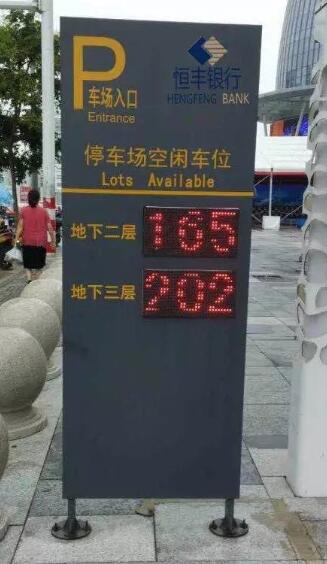 P
车场入口
Entrance
恒丰银行
HENGFENG BANK
停车场空闲车位
Lots Available
地下二层 165
地下三层 202